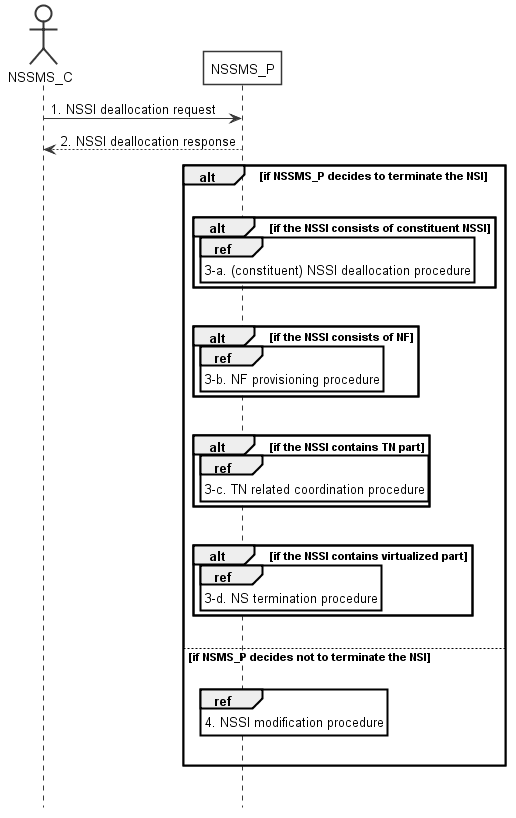 NSSMS_C
NSSMS_P
1. NSSI deallocation request
2. NSSI deallocation response
alt [if NSSMS_P decides to terminate the NSI]
alt [if the NSSI consists of constituent NSSI]
ref
3-a. (constituent) NSSI deallocation procedure
alt [if the NSSI consists of NF]
ref
3-b. NF provisioning procedure
alt [if the NSSI contains TN part]
ref
3-c. TN related coordination procedure
alt [if the NSSI contains virtualized part]
ref
3-d. NS termination procedure
[if NSMS_P decides not to terminate the NSI]
ref
4. NSSI modification procedure